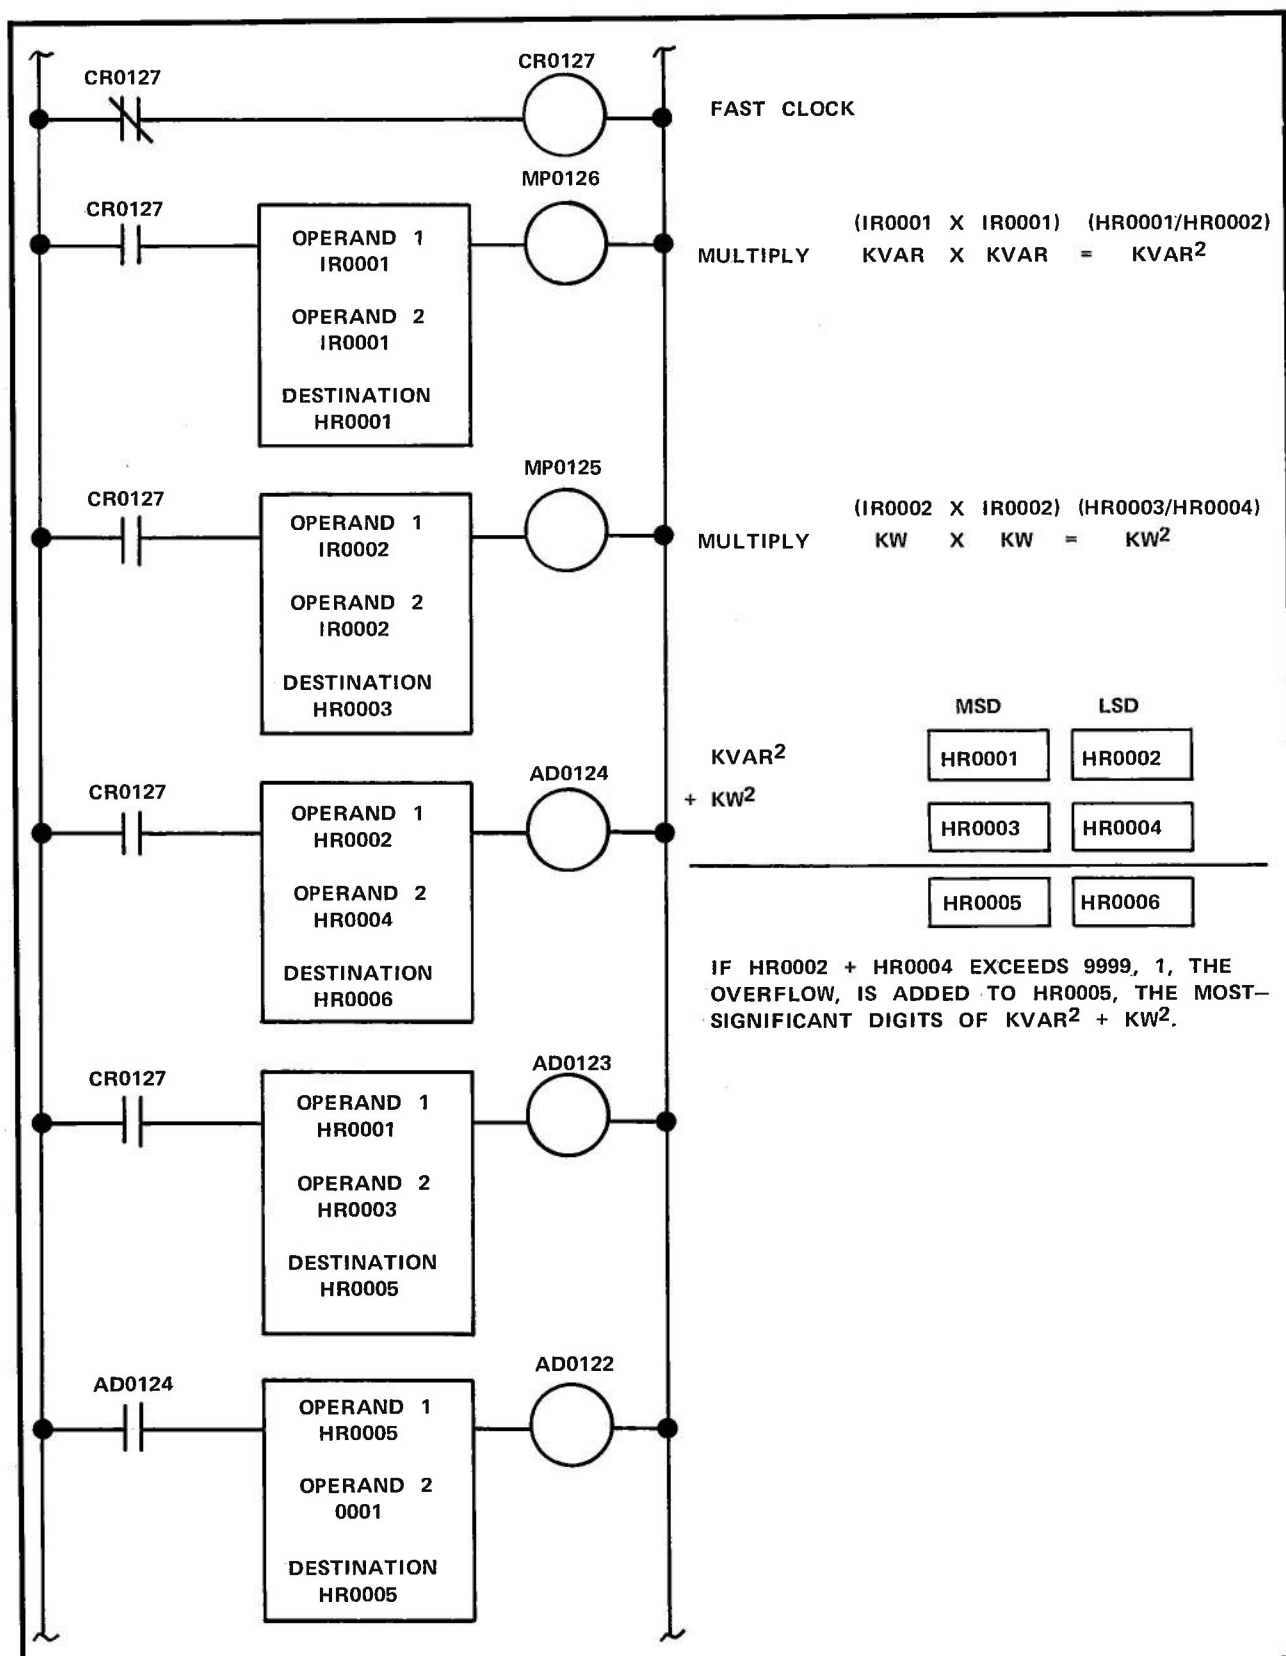 CR0127
CR0127
FAST CLOCK
CR0127
MP0126
OPERAND 1
IR0001
OPERAND 2
IR0001
DESTINATION
HR0001
(IR0001 X IR0001) (HR0001/HR0002)
MULTIPLY KVAR X KVAR = KVAR²
CR0127
MP0125
OPERAND 1
IR0002
OPERAND 2
IR0002
DESTINATION
HR0003
(IR0002 X IR0002) (HR0003/HR0004)
MULTIPLY KW X KW = KW²
CR0127
AD0124
OPERAND 1
HR0002
OPERAND 2
HR0004
DESTINATION
HR0006
MSD LSD
KVAR² HR0001 HR0002
+ KW² HR0003 HR0004
HR0005 HR0006
IF HR0002 + HR0004 EXCEEDS 9999, 1, THE
OVERFLOW, IS ADDED TO HR0005, THE MOST—
SIGNIFICANT DIGITS OF KVAR² + KW².
CR0127
AD0123
OPERAND 1
HR0001
OPERAND 2
HR0003
DESTINATION
HR0005
AD0124
AD0122
OPERAND 1
HR0005
OPERAND 2
0001
DESTINATION
HR0005